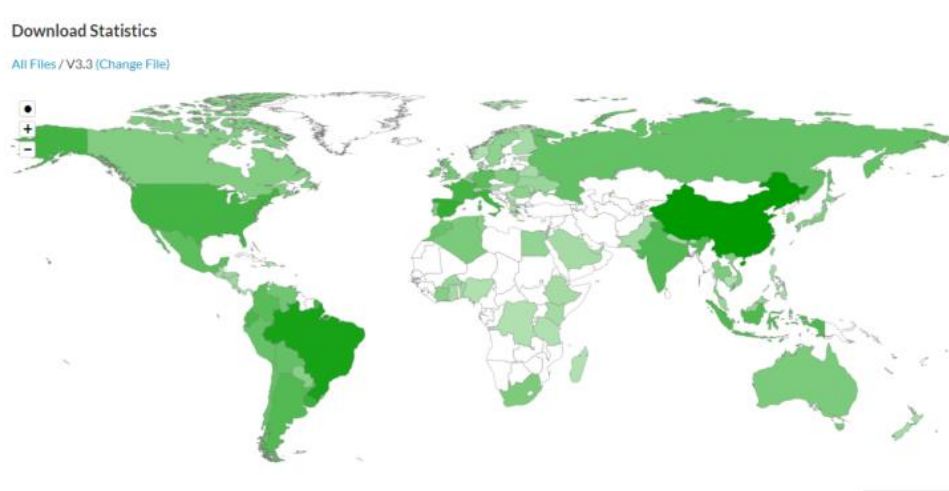 Download Statistics
All Files / V3.3 (Change File)
+
−